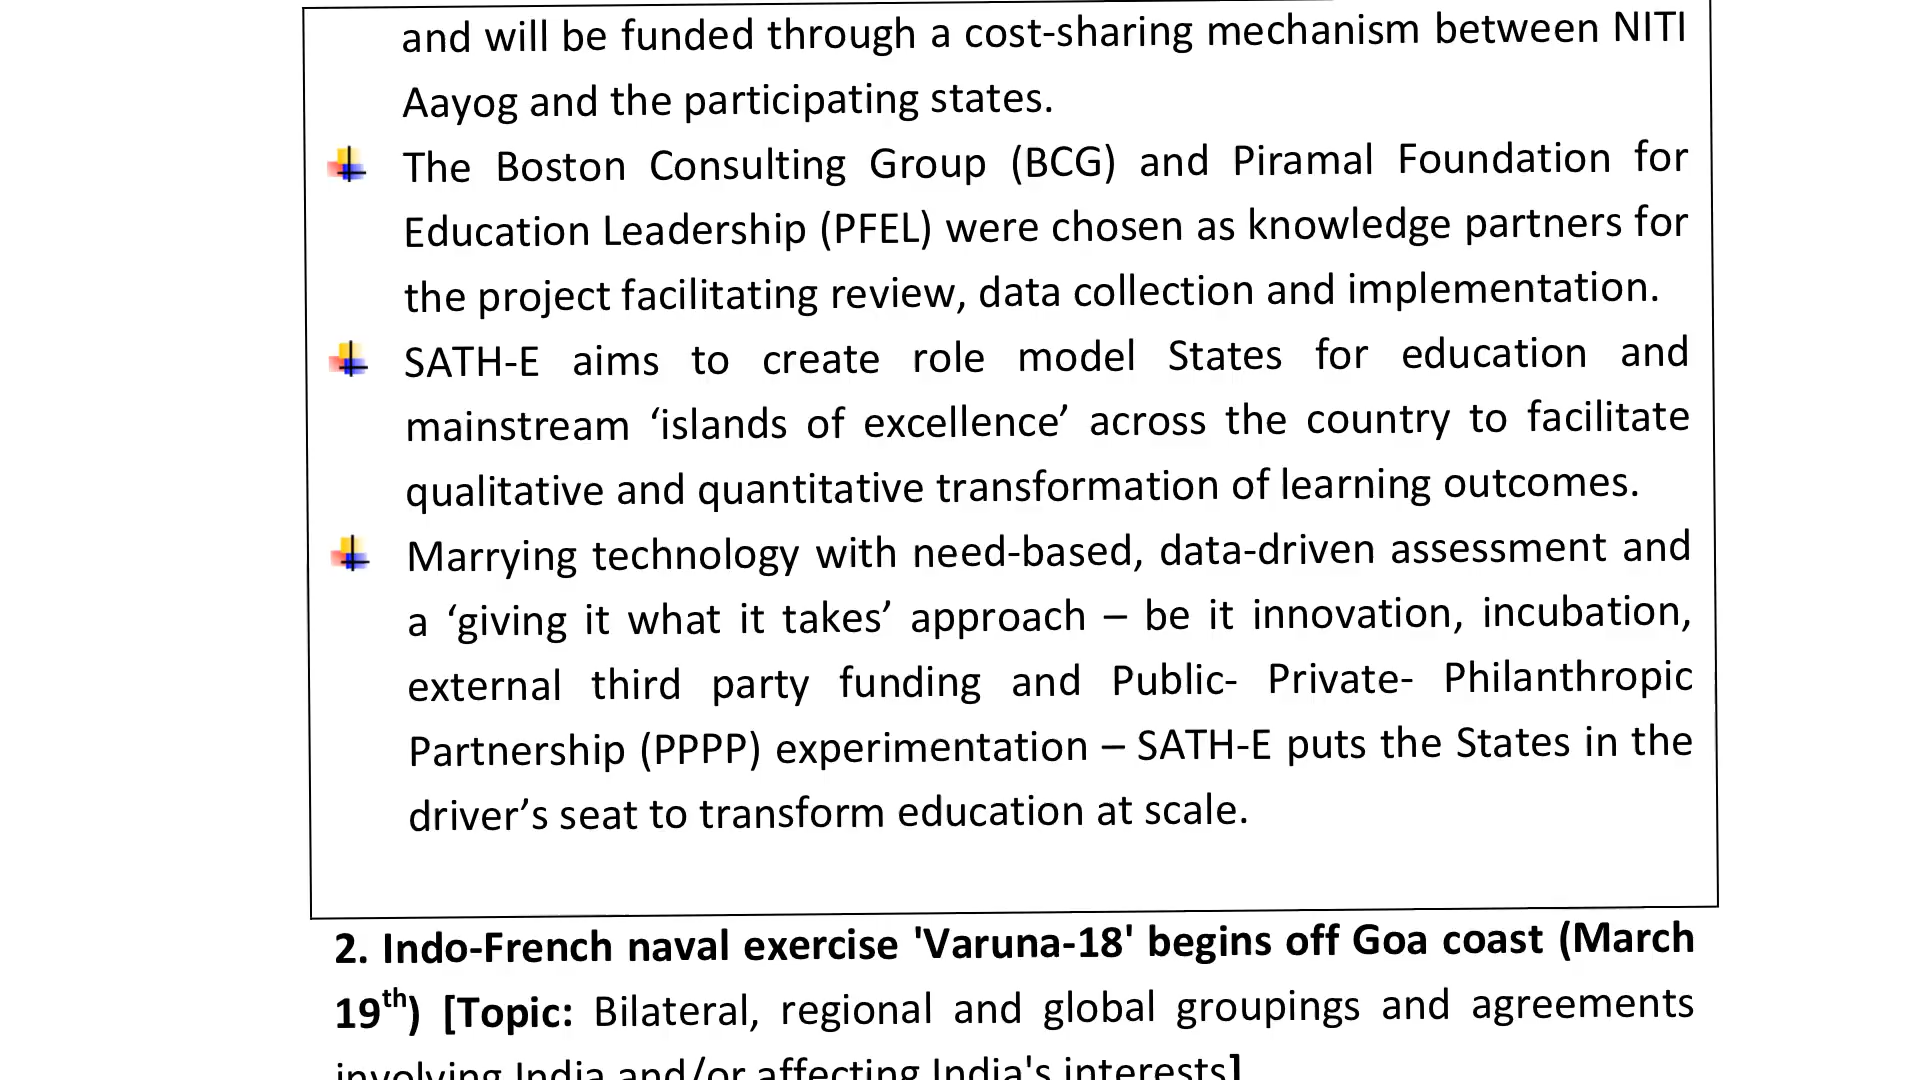 and will be funded through a cost-sharing mechanism between NITI
Aayog and the participating states.
The Boston Consulting Group (BCG) and Piramal Foundation for
Education Leadership (PFEL) were chosen as knowledge partners for
the project facilitating review, data collection and implementation.
SATH-E aims to create role model States for education and
mainstream ‘islands of excellence’ across the country to facilitate
qualitative and quantitative transformation of learning outcomes.
Marrying technology with need-based, data-driven assessment and
a ‘giving it what it takes’ approach – be it innovation, incubation,
external third party funding and Public- Private- Philanthropic
Partnership (PPPP) experimentation – SATH-E puts the States in the
driver’s seat to transform education at scale.
2. Indo-French naval exercise 'Varuna-18' begins off Goa coast (March
19th) [Topic: Bilateral, regional and global groupings and agreements
involving India and/or affecting India's interests]